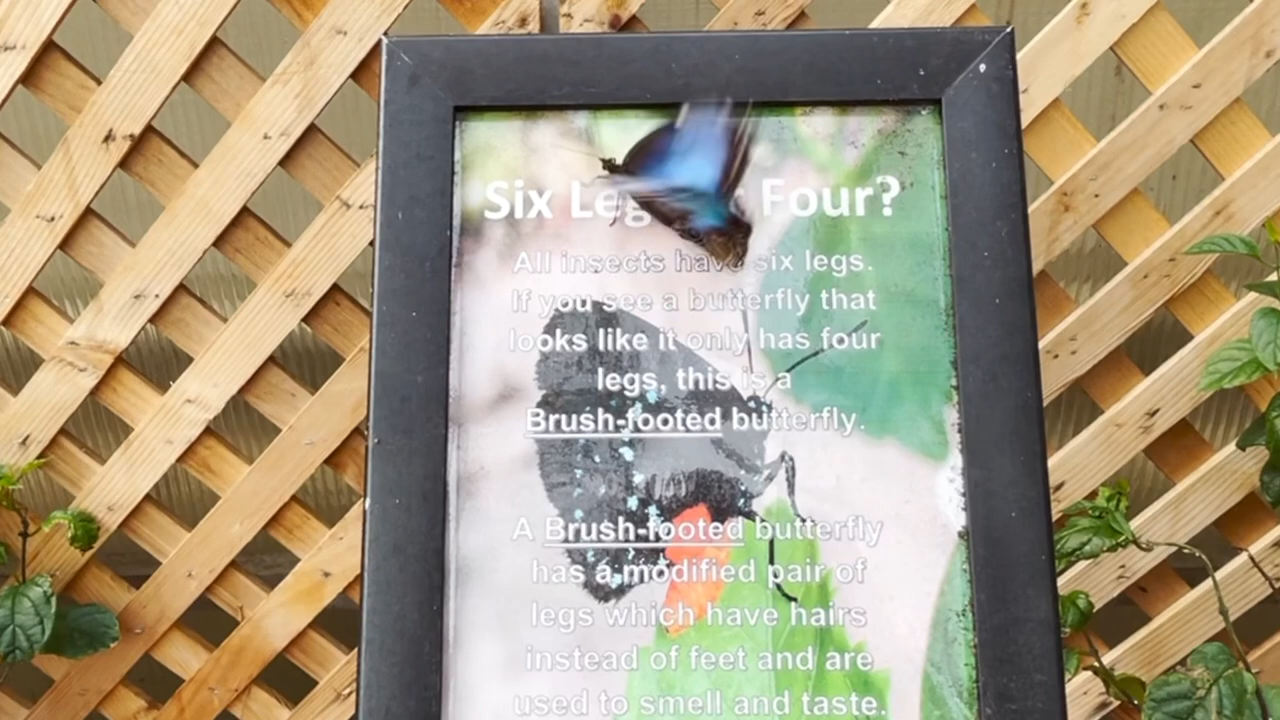 Six Leg Four?
All insects have six legs.
If you see a butterfly that
looks like it only has four
legs, this is a
Brush-footed butterfly.
A Brush-footed butterfly
has a modified pair of
legs which have hairs
instead of feet and are
used to smell and taste.